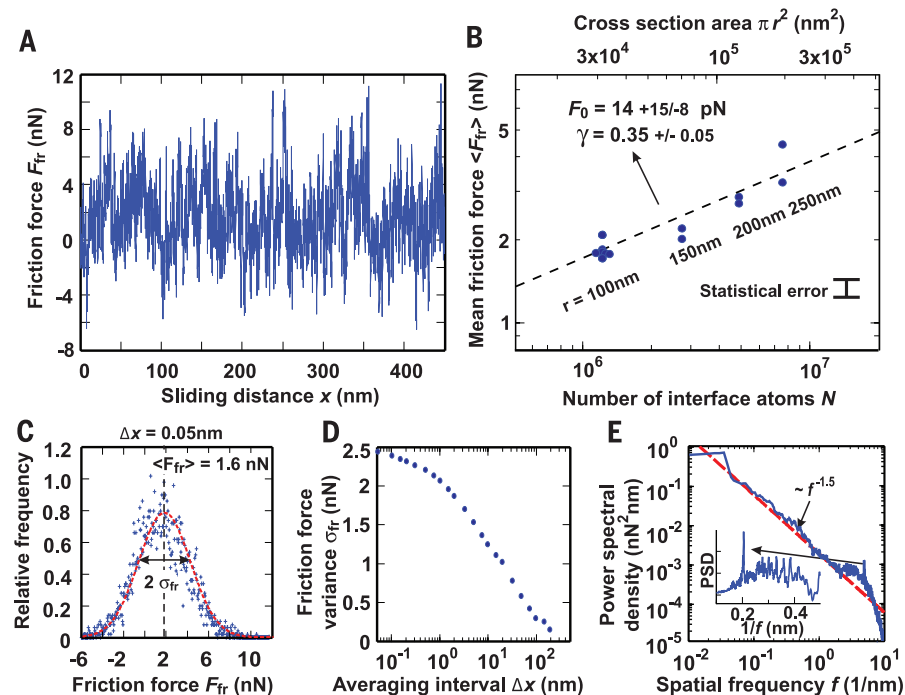 A
Friction force Ffr (nN)
12
8
4
0
-4
-8
0 100 200 300 400
Sliding distance x (nm)
B
Cross section area π r² (nm²)
3x10⁴ 10⁵ 3x10⁵
Mean friction force <Ffr> (nN)
5
2
1
F₀ = 14 +15/-8 pN
γ = 0.35 +/- 0.05
r = 100nm
150nm
200nm
250nm
Statistical error
10⁶ 10⁷
Number of interface atoms N
C
Δx = 0.05nm
<Ffr> = 1.6 nN
Relative frequency
1.2
1.0
0.8
0.6
0.4
0.2
0
2 σfr
-6 -2 2 6 10
Friction force Ffr (nN)
D
Friction force
variance σfr (nN)
2.5
2
1.5
1
0.5
0
10⁻¹ 10⁰ 10¹ 10²
Averaging interval Δx (nm)
E
Power spectral
density (nN²nm)
10⁰
10⁻¹
10⁻²
10⁻³
10⁻⁴
10⁻⁵
~ f⁻¹·⁵
PSD
0.2 0.4
1/f (nm)
10⁻² 10⁻¹ 10⁰ 10¹
Spatial frequency f (1/nm)